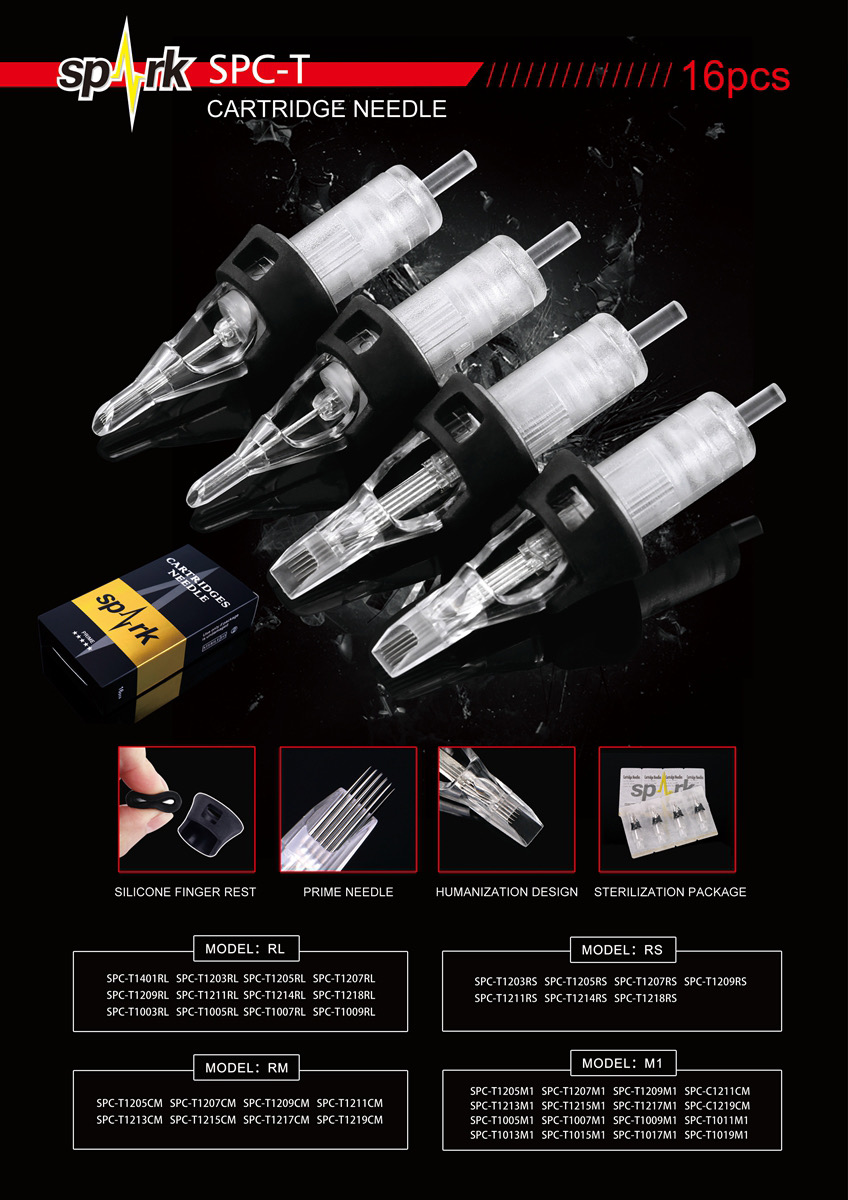 spark SPC-T
16pcs
CARTRIDGE NEEDLE
CARTRIDGES
NEEDLE
spark
PRIME
spark
SILICONE FINGER REST
PRIME NEEDLE
HUMANIZATION DESIGN
STERILIZATION PACKAGE
MODEL: RL
SPC-T1401RL SPC-T1203RL SPC-T1205RL SPC-T1207RL
SPC-T1209RL SPC-T1211RL SPC-T1214RL SPC-T1218RL
SPC-T1003RL SPC-T1005RL SPC-T1007RL SPC-T1009RL
MODEL: RS
SPC-T1203RS SPC-T1205RS SPC-T1207RS SPC-T1209RS
SPC-T1211RS SPC-T1214RS SPC-T1218RS
MODEL: RM
SPC-T1205CM SPC-T1207CM SPC-T1209CM SPC-T1211CM
SPC-T1213CM SPC-T1215CM SPC-T1217CM SPC-T1219CM
MODEL: M1
SPC-T1205M1 SPC-T1207M1 SPC-T1209M1 SPC-C1211CM
SPC-T1213M1 SPC-T1215M1 SPC-T1217M1 SPC-C1219CM
SPC-T1005M1 SPC-T1007M1 SPC-T1009M1 SPC-T1011M1
SPC-T1013M1 SPC-T1015M1 SPC-T1017M1 SPC-T1019M1